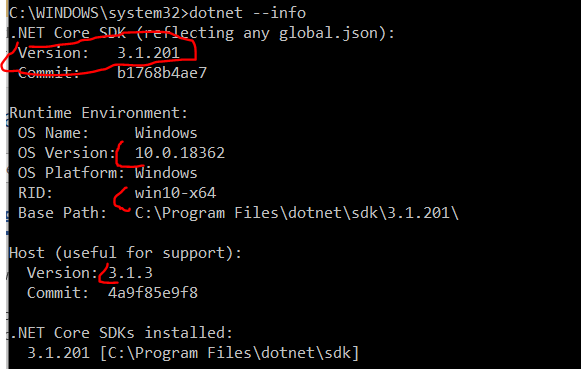 C:\WINDOWS\system32>dotnet --info
.NET Core SDK (reflecting any global.json):
Version: 3.1.201
Commit: b1768b4ae7
Runtime Environment:
OS Name: Windows
OS Version: 10.0.18362
OS Platform: Windows
RID: win10-x64
Base Path: C:\Program Files\dotnet\sdk\3.1.201\
Host (useful for support):
Version: 3.1.3
Commit: 4a9f85e9f8
.NET Core SDKs installed:
3.1.201 [C:\Program Files\dotnet\sdk]